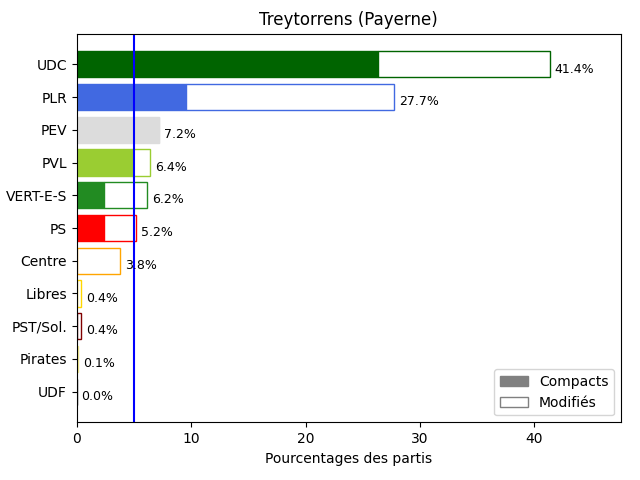 Treytorrens (Payerne)
UDC 41.4%
PLR 27.7%
PEV 7.2%
PVL 6.4%
VERT-E-S 6.2%
PS 5.2%
Centre 3.8%
Libres 0.4%
PST/Sol. 0.4%
Pirates 0.1%
UDF 0.0%
Compacts
Modifiés
0 10 20 30 40
Pourcentages des partis